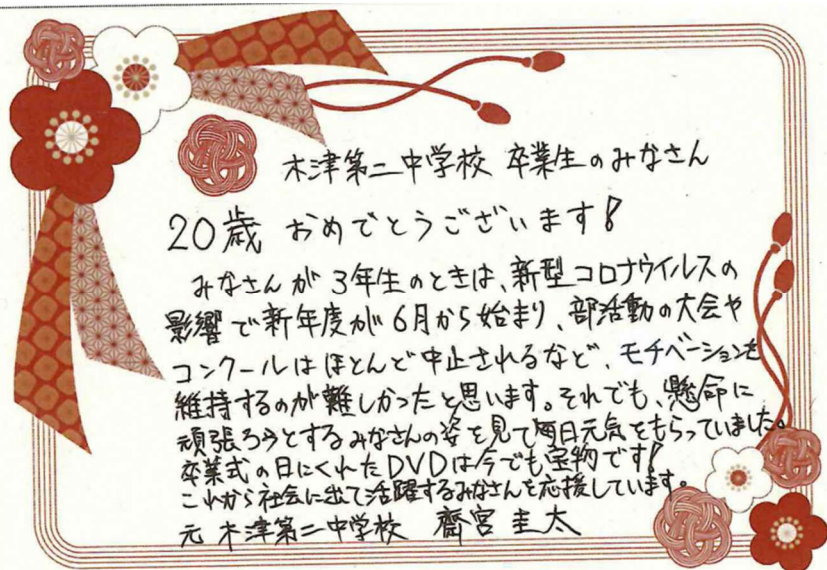 木津第二中学校 卒業生のみなさん
20歳 おめでとうございます!
みなさんが 3年生のときは、新型コロナウイルスの
影響で新年度が6月から始まり、部活動の大会や
コンクールはほとんど中止されるなど、モチベーションを
維持するのが難しかったと思います。それでも、懸命に
頑張ろうとするみなさんの姿を見て毎日元気をもらっていました。
卒業式の日にくれたDVDは今でも宝物です!
これから社会に出て活躍するみなさんを応援しています。
元 木津第二中学校 齋宮 圭太